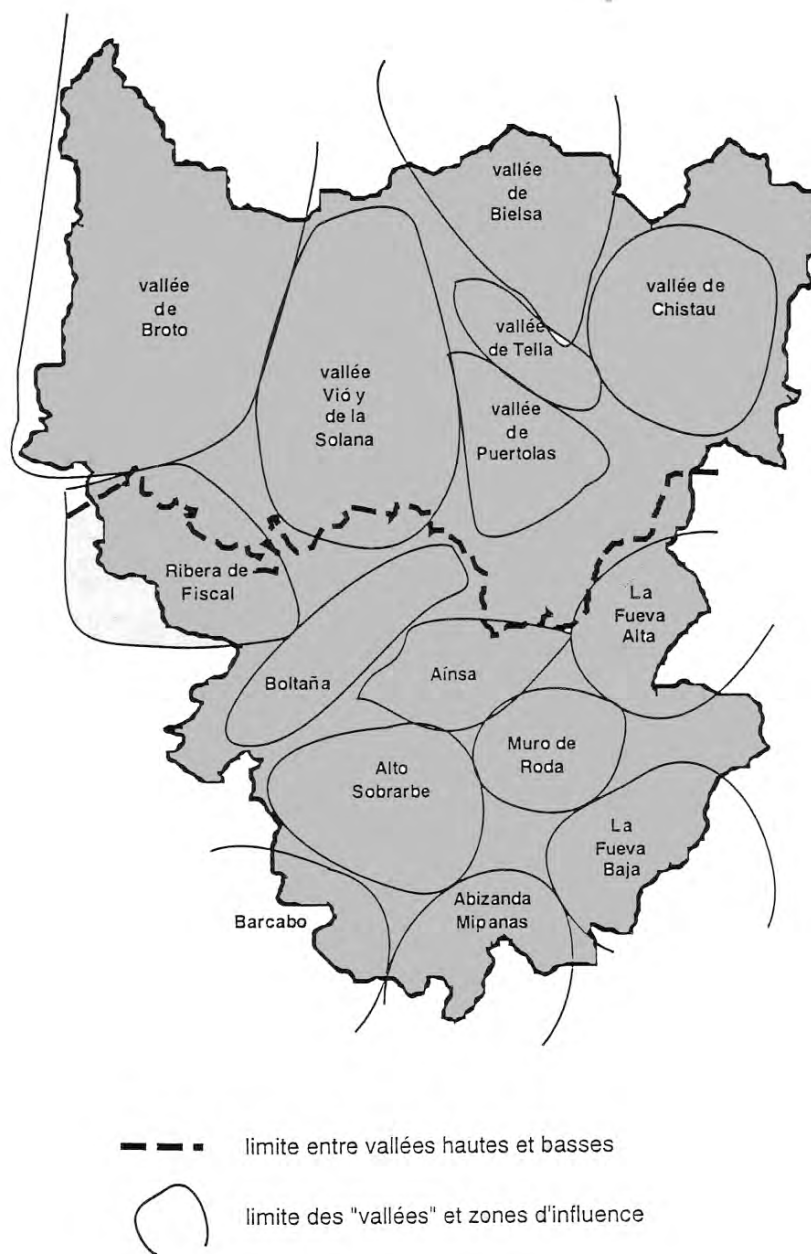 vallée
de
Bielsa
vallée
de
Broto
vallée de
Chistau
vallée
de Tella
vallée
Vió y
de la
Solana
vallée
de
Puertolas
Ribera de
Fiscal
La
Fueva
Alta
Boltaña
Aínsa
Muro de
Roda
Alto
Sobrarbe
La
Fueva
Baja
Abizanda
Mipanas
Barcabo
limite entre vallées hautes et basses
limite des "vallées" et zones d'influence